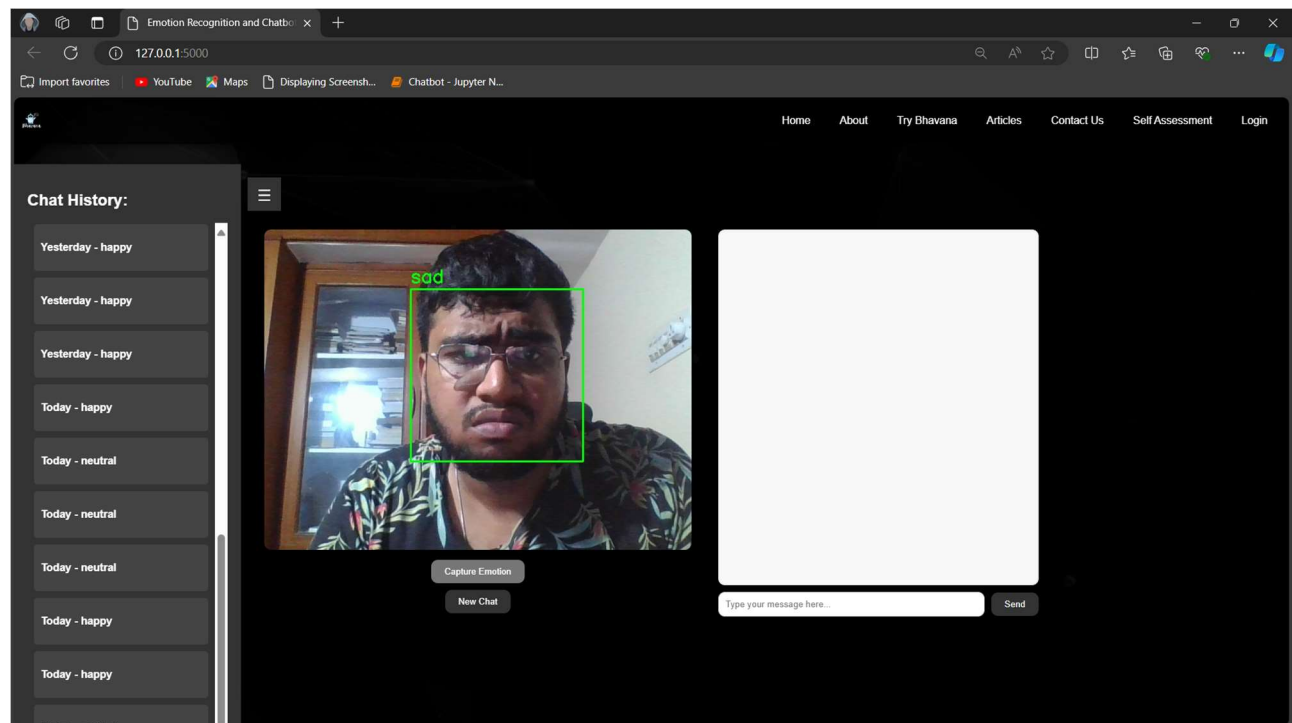 Emotion Recognition and Chatbo
127.0.0.1:5000
Import favorites
YouTube
Maps
Displaying Screensh...
Chatbot - Jupyter N...
Bhavana
Home
About
Try Bhavana
Articles
Contact Us
Self Assessment
Login
Chat History:
Yesterday - happy
Yesterday - happy
Yesterday - happy
Today - happy
Today - neutral
Today - neutral
Today - neutral
Today - happy
Today - happy
sad
Capture Emotion
New Chat
Type your message here...
Send